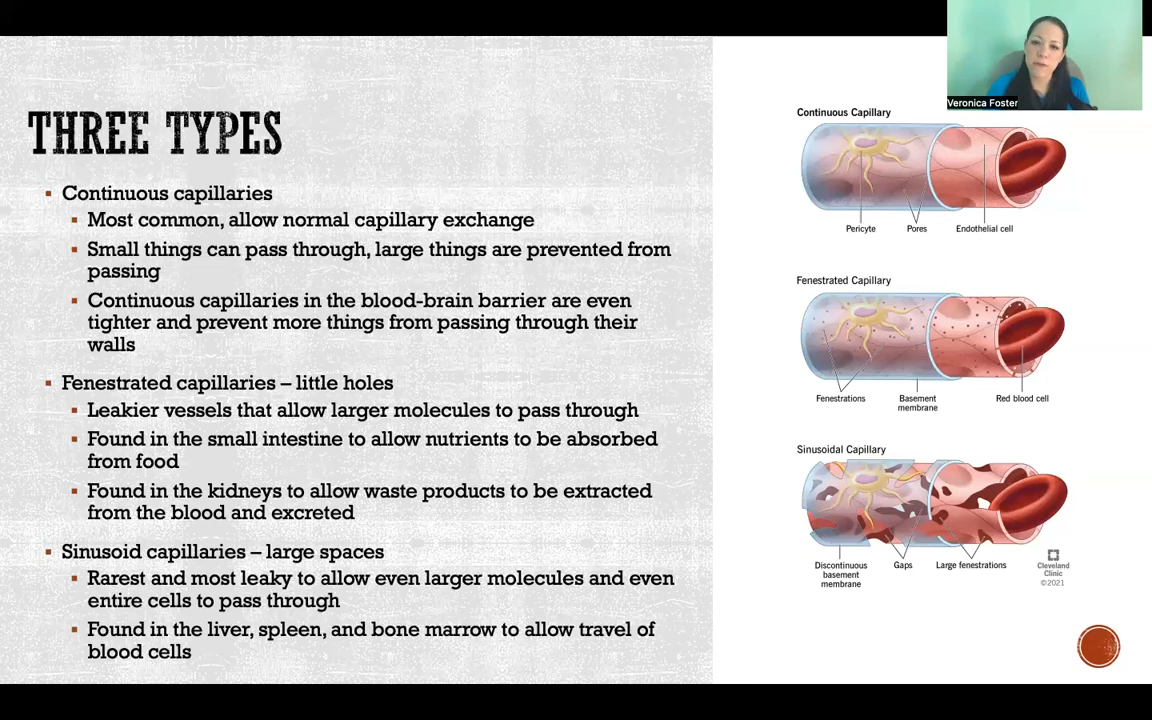 Veronica Foster
THREE TYPES
Continuous capillaries
Most common, allow normal capillary exchange
Small things can pass through, large things are prevented from
passing
Continuous capillaries in the blood-brain barrier are even
tighter and prevent more things from passing through their
walls
Fenestrated capillaries – little holes
Leakier vessels that allow larger molecules to pass through
Found in the small intestine to allow nutrients to be absorbed
from food
Found in the kidneys to allow waste products to be extracted
from the blood and excreted
Sinusoid capillaries – large spaces
Rarest and most leaky to allow even larger molecules and even
entire cells to pass through
Found in the liver, spleen, and bone marrow to allow travel of
blood cells
Continuous Capillary
Pericyte
Pores
Endothelial cell
Fenestrated Capillary
Fenestrations
Basement
membrane
Red blood cell
Sinusoidal Capillary
Discontinuous
basement
membrane
Gaps
Large fenestrations
Cleveland
Clinic
©2021